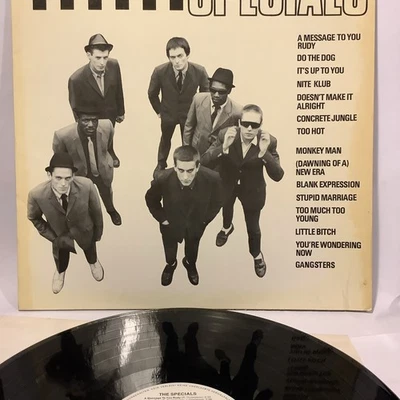 SPECIALS
A MESSAGE TO YOU
RUDY
DO THE DOG
IT'S UP TO YOU
NITE KLUB
DOESN'T MAKE IT
ALRIGHT
CONCRETE JUNGLE
TOO HOT
MONKEY MAN
(DAWNING OF A)
NEW ERA
BLANK EXPRESSION
STUPID MARRIAGE
TOO MUCH TOO
YOUNG
LITTLE BITCH
YOU'RE WONDERING
NOW
GANGSTERS
THE SPECIALS